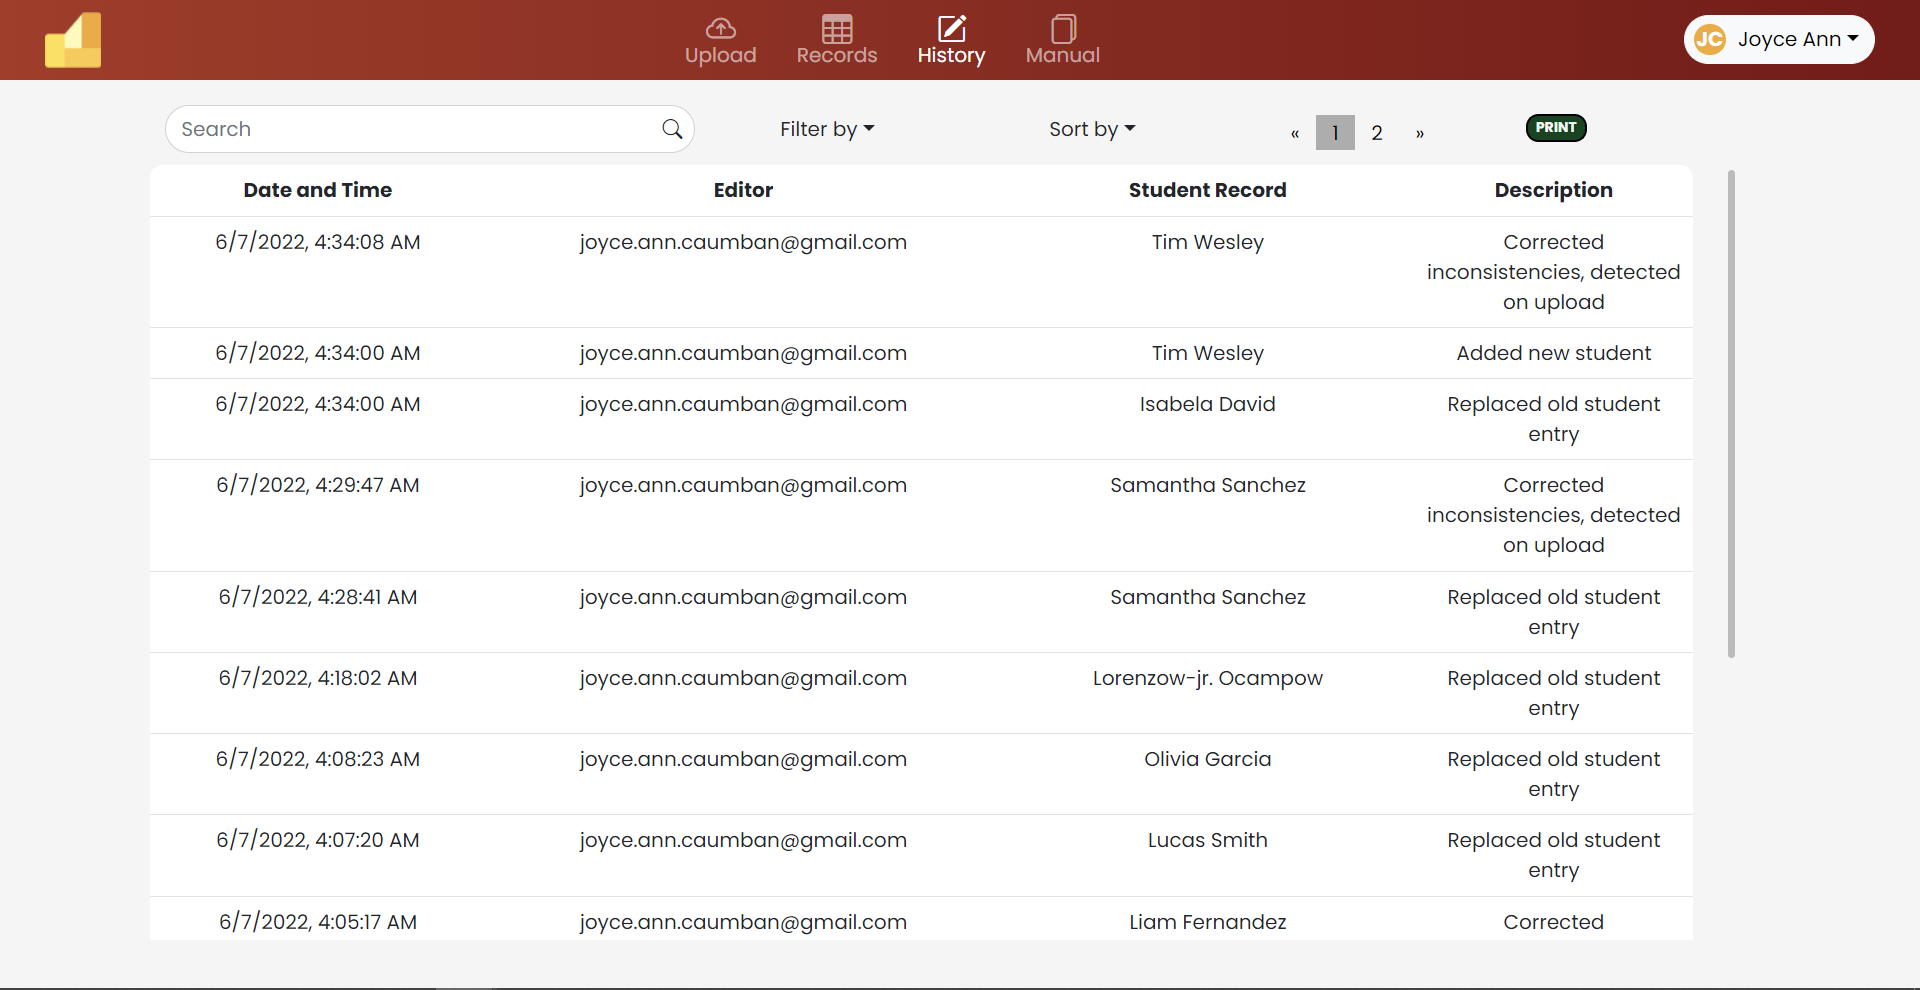 Upload Records History Manual
JC Joyce Ann
Search Filter by Sort by « 1 2 » PRINT
Date and Time Editor Student Record Description
6/7/2022, 4:34:08 AM joyce.ann.caumban@gmail.com Tim Wesley Corrected
inconsistencies, detected
on upload
6/7/2022, 4:34:00 AM joyce.ann.caumban@gmail.com Tim Wesley Added new student
6/7/2022, 4:34:00 AM joyce.ann.caumban@gmail.com Isabela David Replaced old student
entry
6/7/2022, 4:29:47 AM joyce.ann.caumban@gmail.com Samantha Sanchez Corrected
inconsistencies, detected
on upload
6/7/2022, 4:28:41 AM joyce.ann.caumban@gmail.com Samantha Sanchez Replaced old student
entry
6/7/2022, 4:18:02 AM joyce.ann.caumban@gmail.com Lorenzow-jr. Ocampow Replaced old student
entry
6/7/2022, 4:08:23 AM joyce.ann.caumban@gmail.com Olivia Garcia Replaced old student
entry
6/7/2022, 4:07:20 AM joyce.ann.caumban@gmail.com Lucas Smith Replaced old student
entry
6/7/2022, 4:05:17 AM joyce.ann.caumban@gmail.com Liam Fernandez Corrected